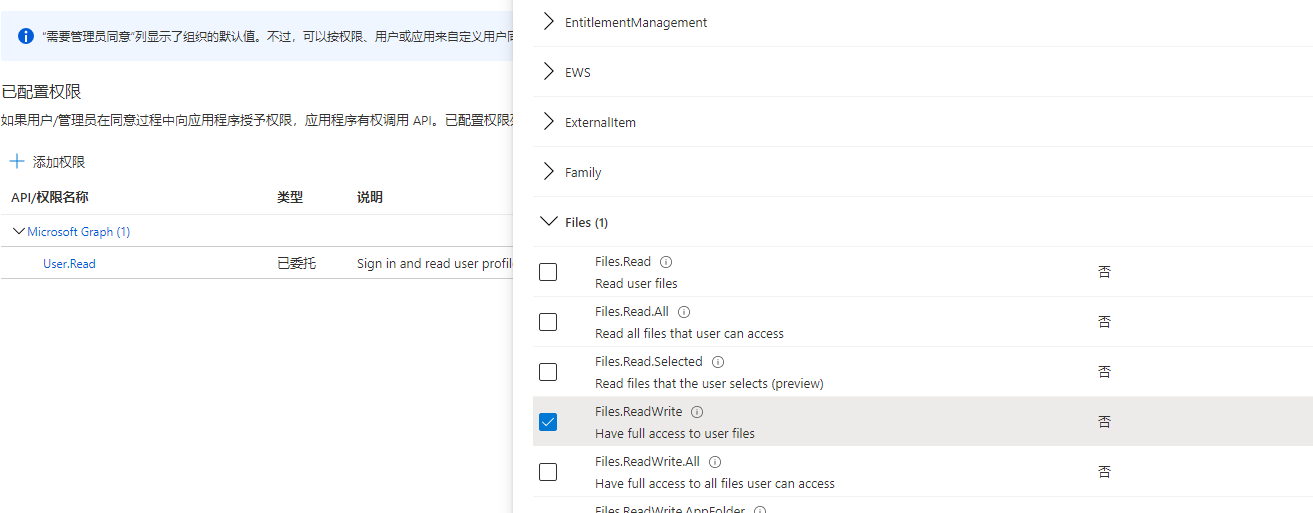 "需要管理员同意"列显示了组织的默认值。不过，可以按权限、用户或应用来自定义用户同
已配置权限
如果用户/管理员在同意过程中向应用程序授予权限，应用程序有权调用 API。已配置权限
添加权限
API/权限名称 类型 说明
Microsoft Graph (1)
User.Read 已委托 Sign in and read user profil
EntitlementManagement
EWS
ExternalItem
Family
Files (1)
Files.Read
Read user files 否
Files.Read.All
Read all files that user can access 否
Files.Read.Selected
Read files that the user selects (preview) 否
Files.ReadWrite
Have full access to user files 否
Files.ReadWrite.All
Have full access to all files user can access 否
Files.ReadWrite.AppFolder